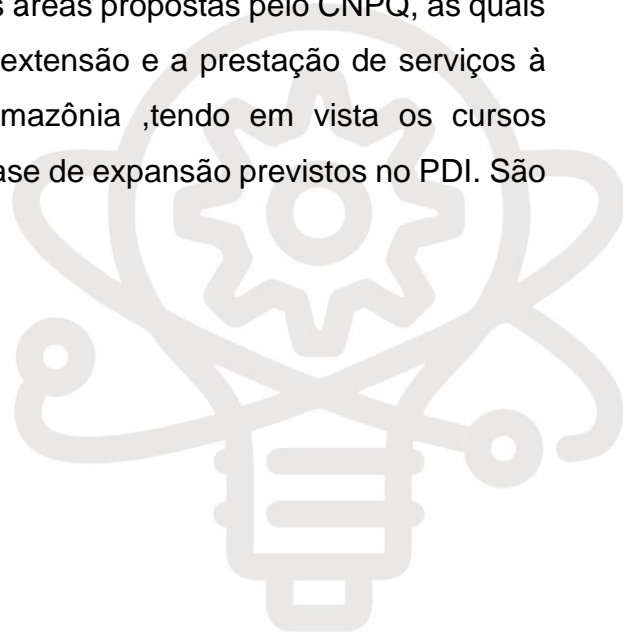 s áreas propostas pelo CNPQ, as quais
extensão e a prestação de serviços à
mazônia ,tendo em vista os cursos
ase de expansão previstos no PDI. São